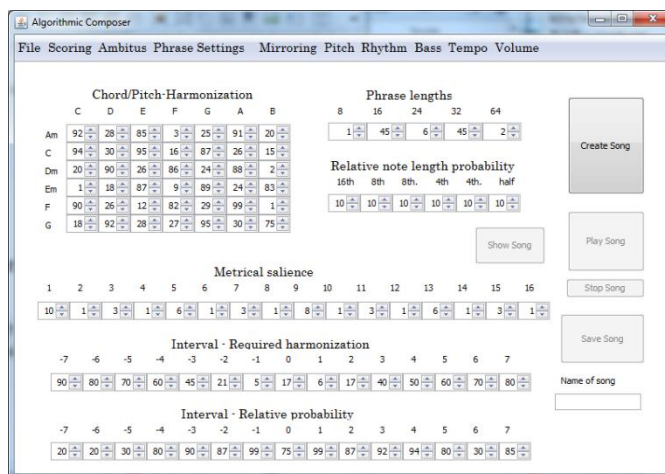 Algorithmic Composer
File Scoring Ambitus Phrase Settings Mirroring Pitch Rhythm Bass Tempo Volume
Chord/Pitch-Harmonization
C D E F G A B
Am 92 28 85 3 25 91 20
C 94 30 95 16 87 26 15
Dm 20 90 26 86 24 88 2
Em 1 18 87 9 89 24 83
F 90 26 12 82 29 99 1
G 18 92 28 27 95 30 75
Phrase lengths
8 16 24 32 64
1 45 6 45 2
Relative note length probability
16th 8th 8th. 4th 4th. half
10 10 10 10 10 10
Create Song
Show Song
Play Song
Stop Song
Save Song
Name of song
Metrical salience
1 2 3 4 5 6 7 8 9 10 11 12 13 14 15 16
10 1 3 1 6 1 3 1 8 1 3 1 6 1 3 1
Interval - Required harmonization
-7 -6 -5 -4 -3 -2 -1 0 1 2 3 4 5 6 7
90 80 70 60 45 21 5 17 6 17 40 50 60 70 80
Interval - Relative probability
-7 -6 -5 -4 -3 -2 -1 0 1 2 3 4 5 6 7
20 20 30 80 90 87 99 75 99 87 92 94 80 30 85